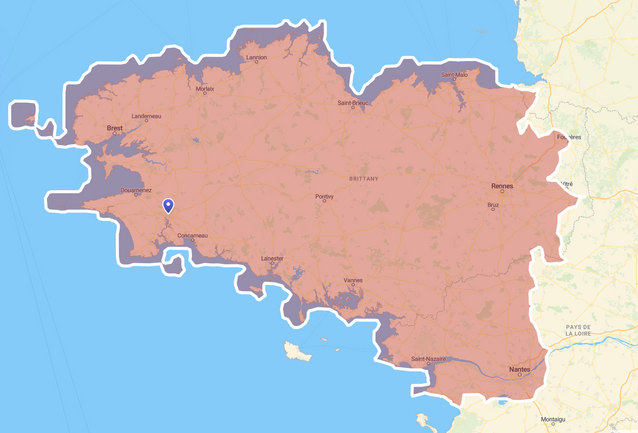 Lannion
Saint-Malo
Morlaix
Saint-Brieuc
Landerneau
Brest
Fougères
BRITTANY
Vitré
Rennes
Douarnenez
Pontivy
Bruz
Concarneau
Lanester
Vannes
PAYS DE
LA LOIRE
Saint-Nazaire
Nantes
Montaigu